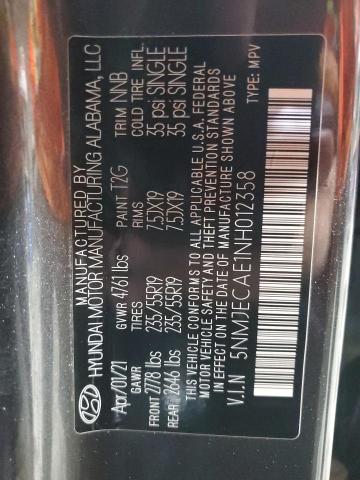 MANUFACTURED BY
HYUNDAI MOTOR MANUFACTURING ALABAMA, LLC
Apr/01/21 GVWR 4761 lbs PAINT T2G TRIM NNB
GAWR TIRES RIMS COLD TIRE INFL.
FRONT 2778 lbs 235/55R19 7.5JX19 35 psi SINGLE
REAR 2646 lbs 235/55R19 7.5JX19 35 psi SINGLE
THIS VEHICLE CONFORMS TO ALL APPLICABLE U.S.A. FEDERAL
MOTOR VEHICLE SAFETY AND THEFT PREVENTION STANDARDS
IN EFFECT ON THE DATE OF MANUFACTURE SHOWN ABOVE
V.I.N 5NMJECAE1NH012358 TYPE: MPV